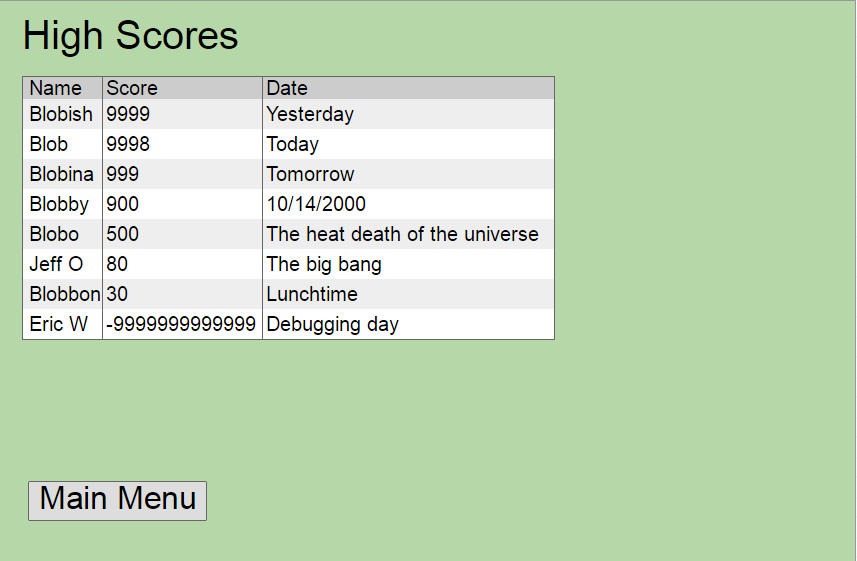 High Scores
Name Score Date
Blobish 9999 Yesterday
Blob 9998 Today
Blobina 999 Tomorrow
Blobby 900 10/14/2000
Blobo 500 The heat death of the universe
Jeff O 80 The big bang
Blobbon 30 Lunchtime
Eric W -9999999999999 Debugging day
Main Menu